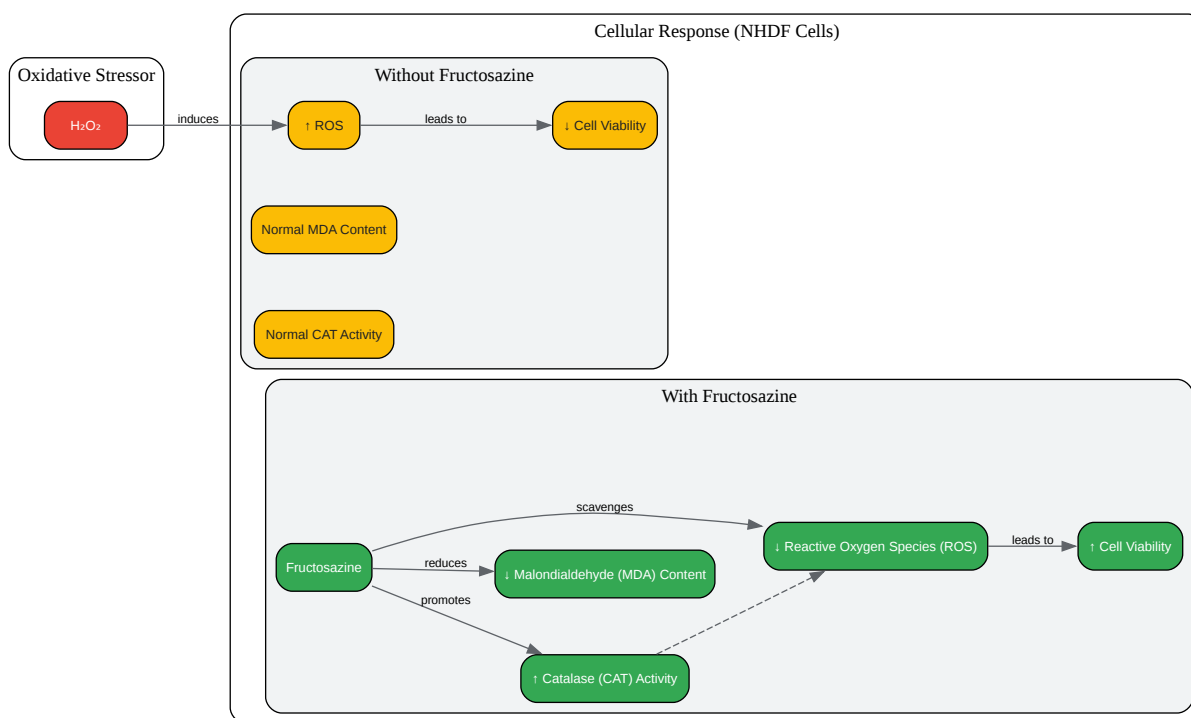 Cellular Response (NHDF Cells)
Oxidative Stressor
Without Fructosazine
H₂O₂
induces
↑ ROS
leads to
↓ Cell Viability
Normal MDA Content
Normal CAT Activity
With Fructosazine
scavenges
Fructosazine
reduces
↓ Malondialdehyde (MDA) Content
↓ Reactive Oxygen Species (ROS)
leads to
↑ Cell Viability
promotes
↑ Catalase (CAT) Activity